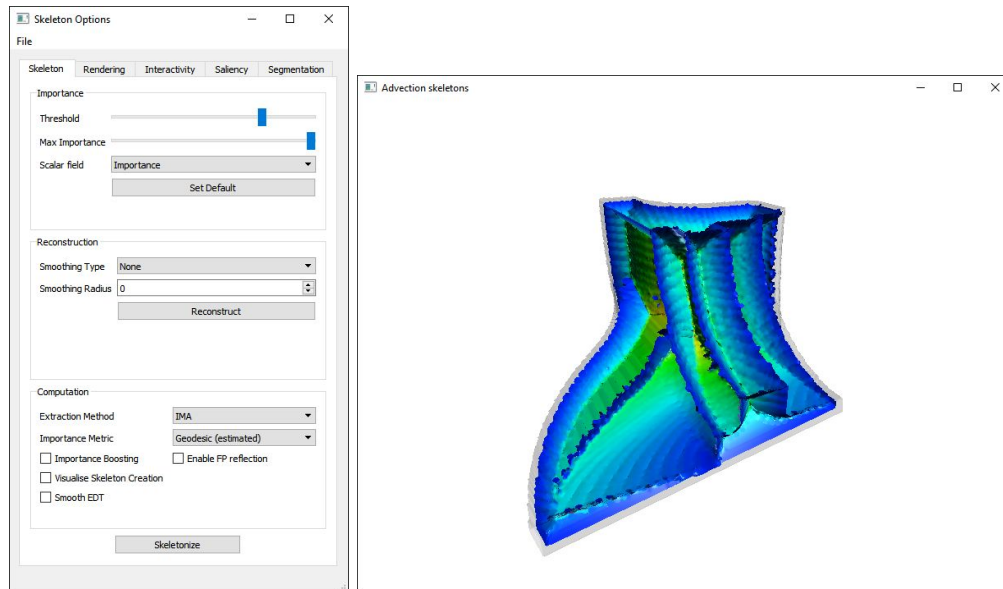 Skeleton Options
File
Skeleton Rendering Interactivity Saliency Segmentation
Importance
Threshold
Max Importance
Scalar field Importance
Set Default
Reconstruction
Smoothing Type None
Smoothing Radius 0
Reconstruct
Computation
Extraction Method IMA
Importance Metric Geodesic (estimated)
Importance Boosting Enable FP reflection
Visualise Skeleton Creation
Smooth EDT
Skeletonize
Advection skeletons